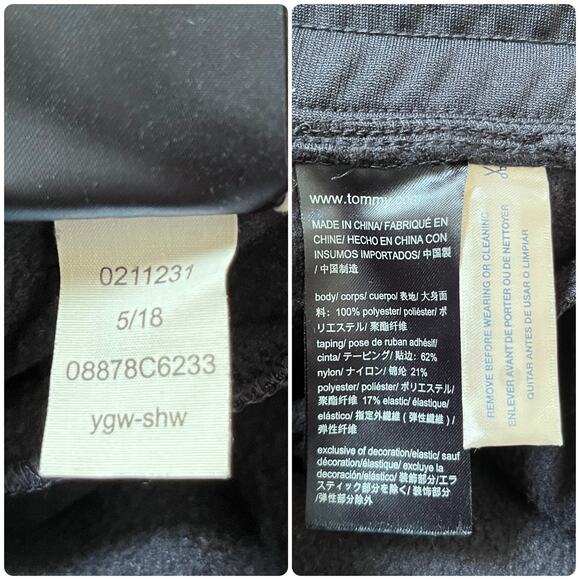 0211231
5/18
08878C6233
ygw-shw
www.tommy.com
MADE IN CHINA/ FABRIQUÉ EN
CHINE/ HECHO EN CHINA CON
INSUMOS IMPORTADOS/ 中国製
/ 中国制造
body/ corps/ cuerpo/ 表地/ 大身面
料: 100% polyester/ poliéster/ ポ
リエステル/ 聚酯纤维
taping/ pose de ruban adhésif/
cinta/ テーピング/ 贴边: 62%
nylon/ ナイロン/ 锦纶 21%
polyester/ poliéster/ ポリエステル/
聚酯纤维 17% elastic/ élastique/
elástico/ 指定外繊維 (弾性繊維) /
弹性纤维
exclusive of decoration/elastic/ sauf
décoration/élastique/ excluye la
decoración/elástico/ 装飾部分/エラ
スティック部分を除く/ 装饰部分
/弹性部分除外
REMOVE BEFORE WEARING OR CLEANING
ENLEVER AVANT DE PORTER OU DE NETTOYER
QUITAR ANTES DE USAR O LIMPIAR